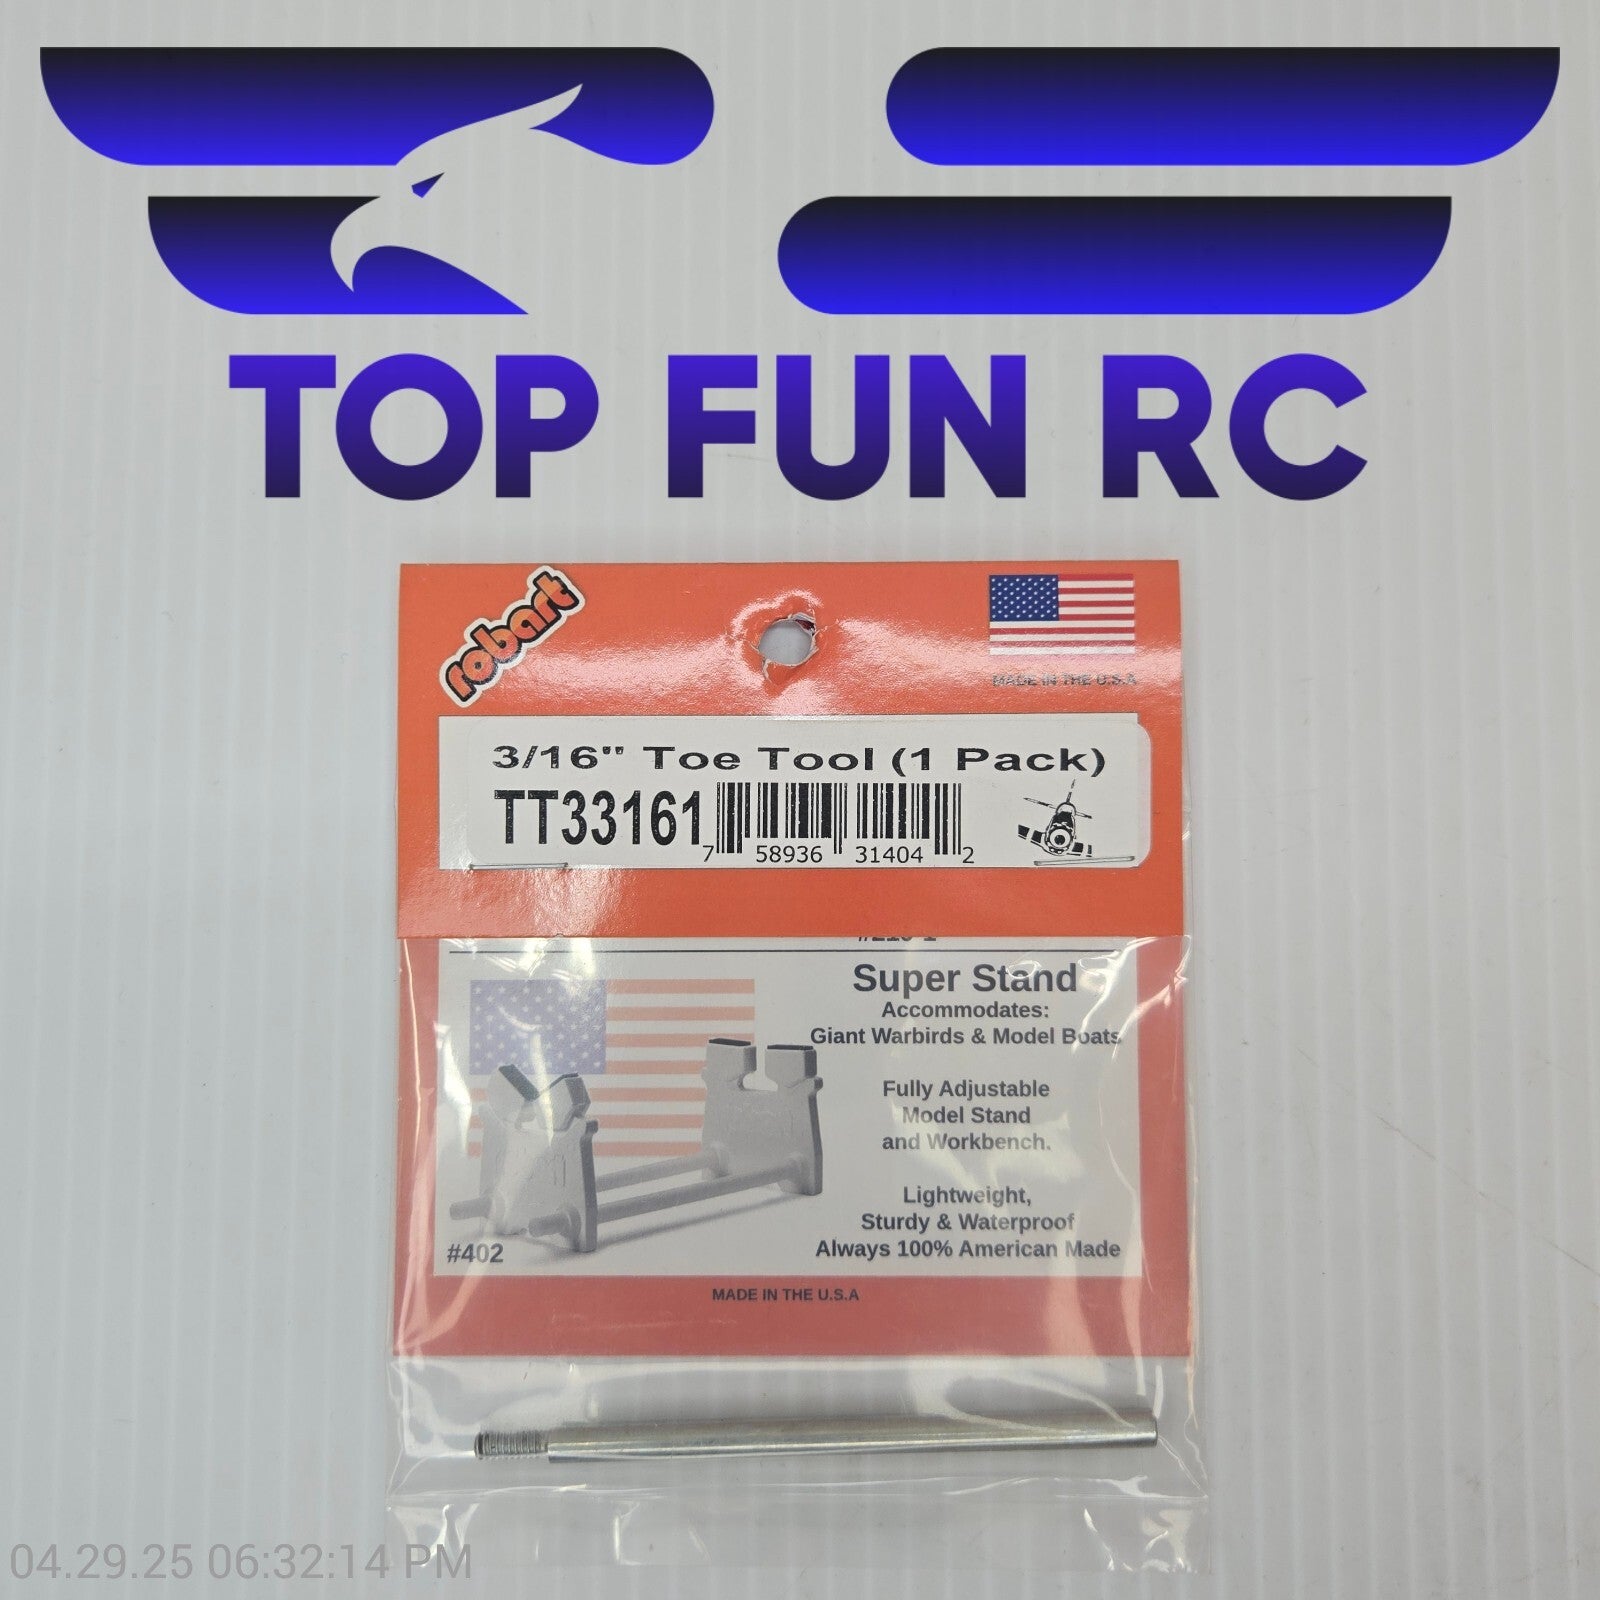 TOP FUN RC
robart
MADE IN THE U.S.A
3/16" Toe Tool (1 Pack)
TT33161
7 58936 31404 2
Super Stand
Accommodates:
Giant Warbirds & Model Boats
Fully Adjustable
Model Stand
and Workbench.
Lightweight,
Sturdy & Waterproof
Always 100% American Made
#402
MADE IN THE U.S.A
04.29.25 06:32:14 PM